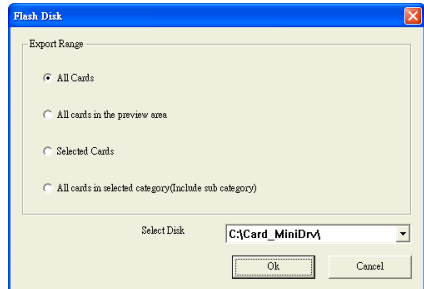 Flash Disk
Export Range
All Cards
All cards in the preview area
Selected Cards
All cards in selected category(Include sub category)
Select Disk
C:\Card_MiniDrv\
Ok
Cancel